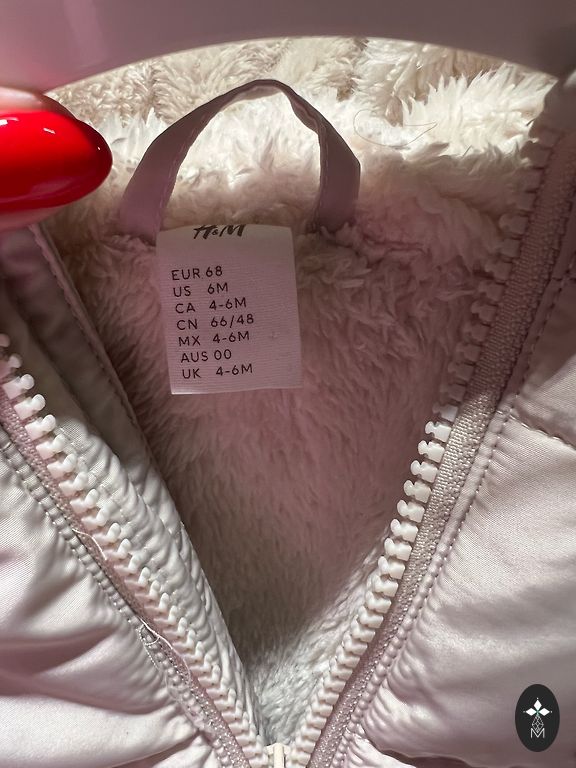 H&M
EUR 68
US 6M
CA 4-6M
CN 66/48
MX 4-6M
AUS 00
UK 4-6M
M